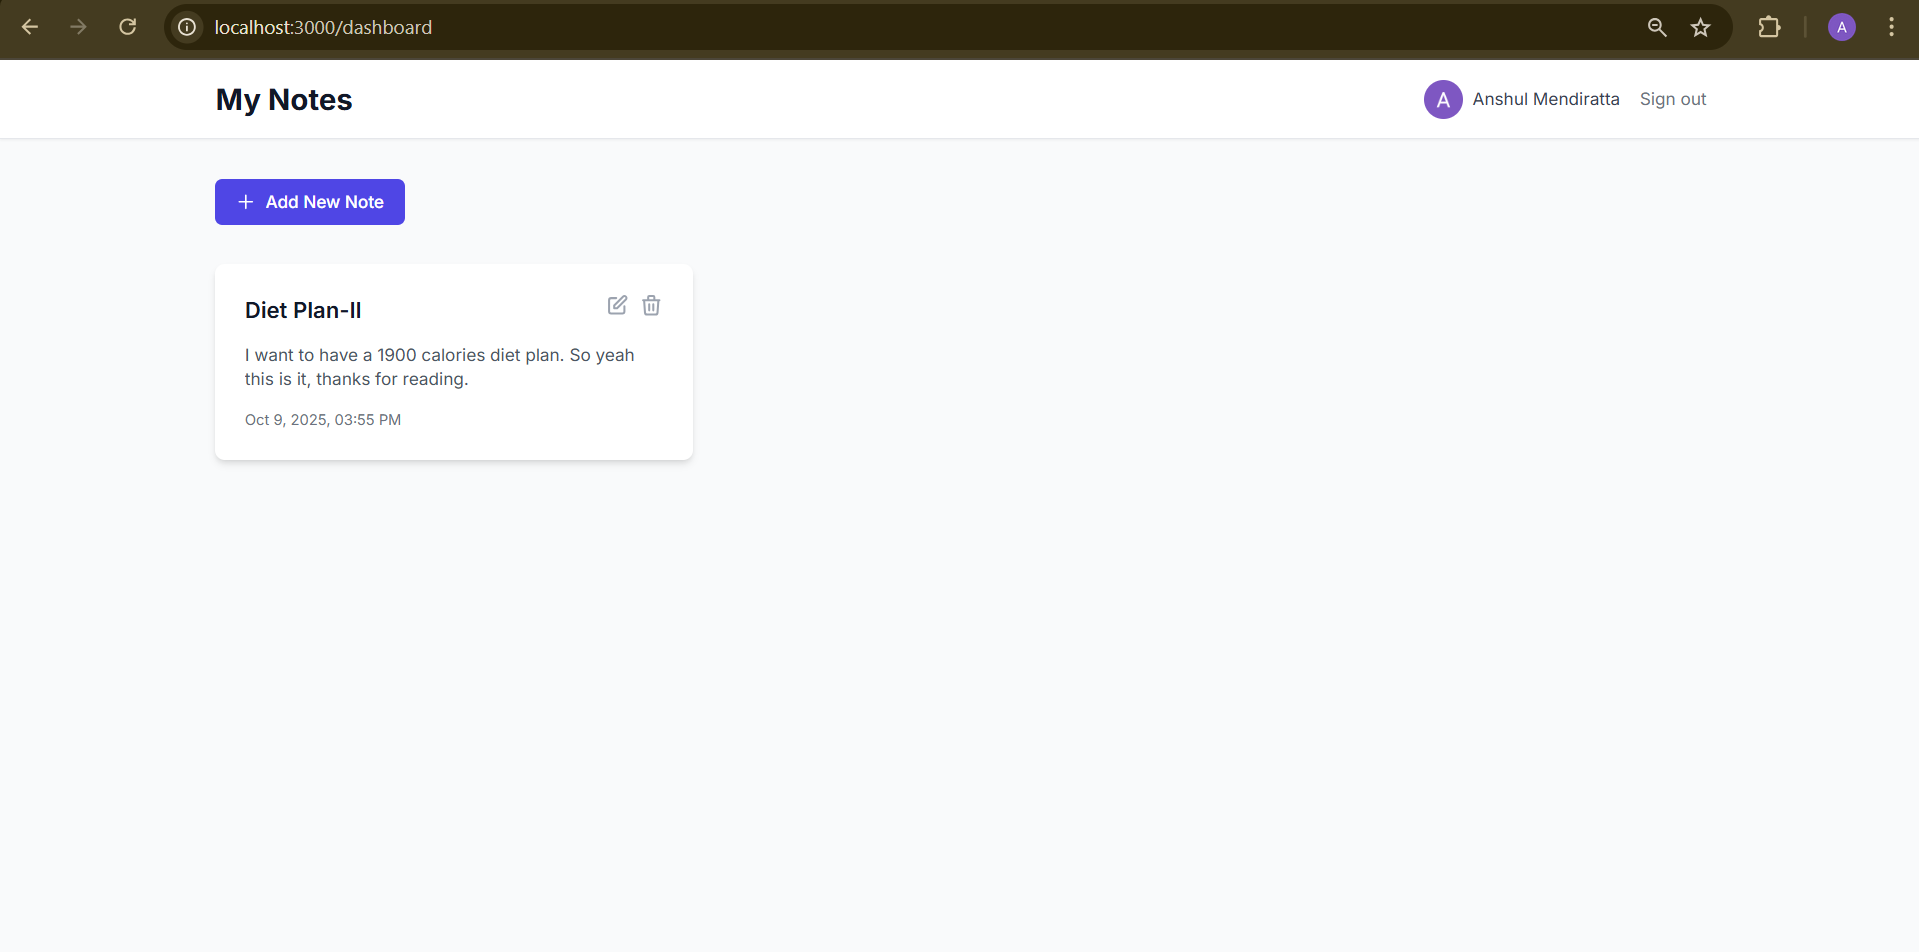 localhost:3000/dashboard
A
My Notes
A Anshul Mendiratta Sign out
Add New Note
Diet Plan-II
I want to have a 1900 calories diet plan. So yeah
this is it, thanks for reading.
Oct 9, 2025, 03:55 PM